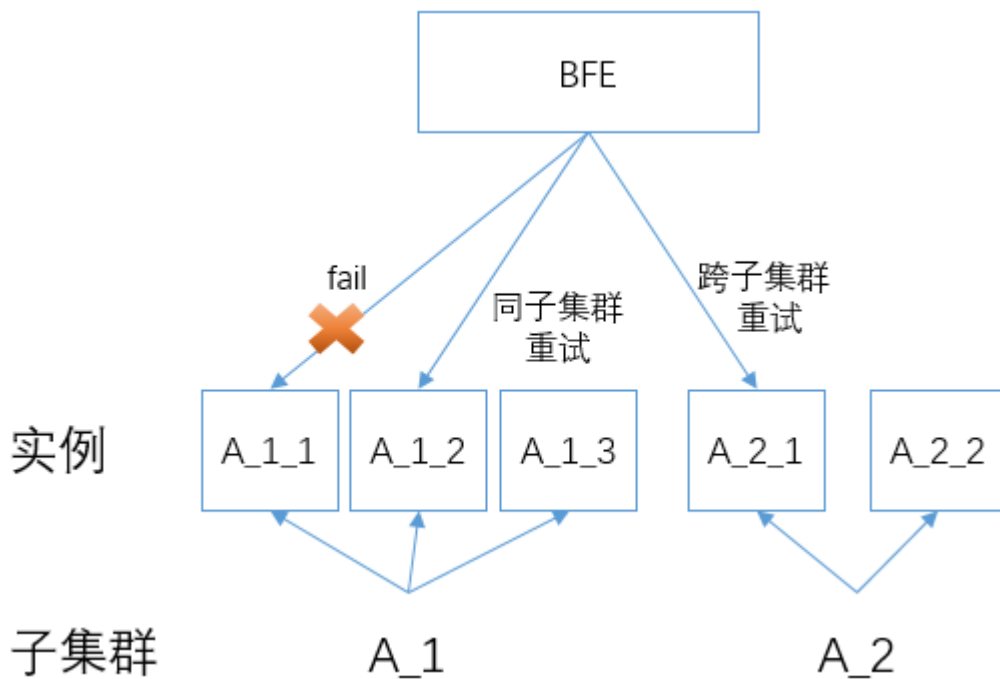 BFE
fail
同子集群
重试
跨子集群
重试
实例
A_1_1
A_1_2
A_1_3
A_2_1
A_2_2
子集群
A_1
A_2